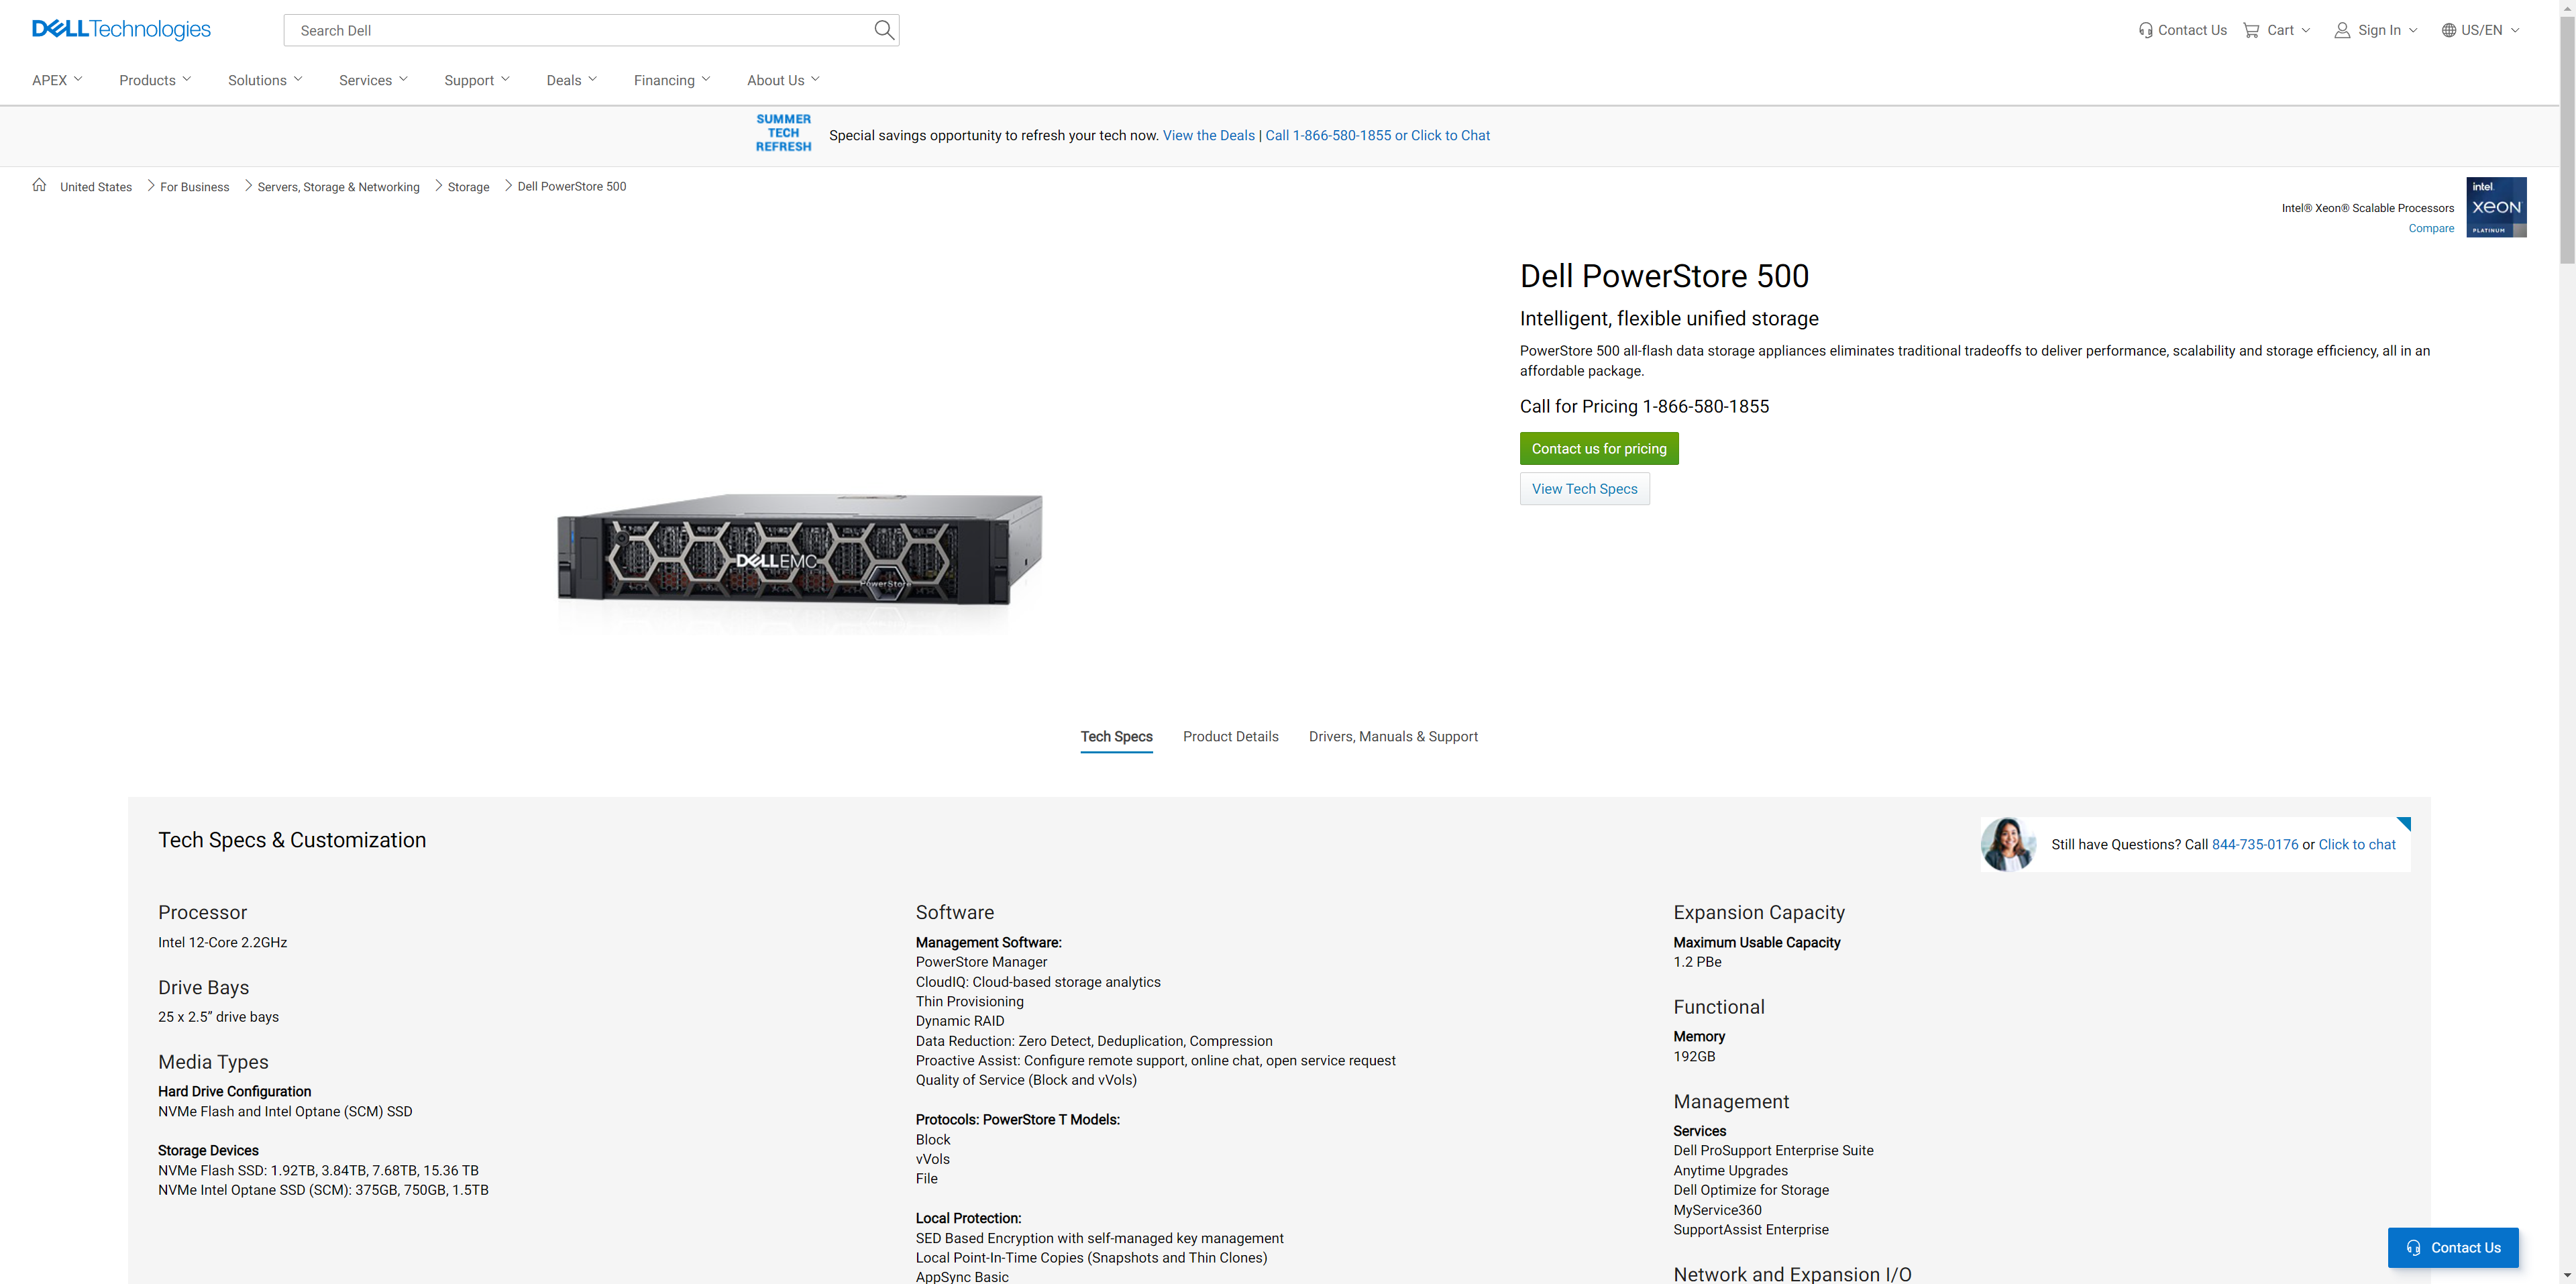 DELL Technologies
Search Dell
Contact Us
Cart
Sign In
US/EN
APEX
Products
Solutions
Services
Support
Deals
Financing
About Us
SUMMER
TECH
REFRESH
Special savings opportunity to refresh your tech now. View the Deals | Call 1-866-580-1855 or Click to Chat
United States
For Business
Servers, Storage & Networking
Storage
Dell PowerStore 500
Intel® Xeon® Scalable Processors
Compare
intel
xeon
PLATINUM
Dell PowerStore 500
Intelligent, flexible unified storage
PowerStore 500 all-flash data storage appliances eliminates traditional tradeoffs to deliver performance, scalability and storage efficiency, all in an
affordable package.
Call for Pricing 1-866-580-1855
Contact us for pricing
View Tech Specs
DELLEMC
PowerStore
Tech Specs
Product Details
Drivers, Manuals & Support
Tech Specs & Customization
Still have Questions? Call 844-735-0176 or Click to chat
Processor
Intel 12-Core 2.2GHz
Drive Bays
25 x 2.5” drive bays
Media Types
Hard Drive Configuration
NVMe Flash and Intel Optane (SCM) SSD
Storage Devices
NVMe Flash SSD: 1.92TB, 3.84TB, 7.68TB, 15.36 TB
NVMe Intel Optane SSD (SCM): 375GB, 750GB, 1.5TB
Software
Management Software:
PowerStore Manager
CloudIQ: Cloud-based storage analytics
Thin Provisioning
Dynamic RAID
Data Reduction: Zero Detect, Deduplication, Compression
Proactive Assist: Configure remote support, online chat, open service request
Quality of Service (Block and vVols)
Protocols: PowerStore T Models:
Block
vVols
File
Local Protection:
SED Based Encryption with self-managed key management
Local Point-In-Time Copies (Snapshots and Thin Clones)
AppSync Basic
Expansion Capacity
Maximum Usable Capacity
1.2 PBe
Functional
Memory
192GB
Management
Services
Dell ProSupport Enterprise Suite
Anytime Upgrades
Dell Optimize for Storage
MyService360
SupportAssist Enterprise
Network and Expansion I/O
Contact Us